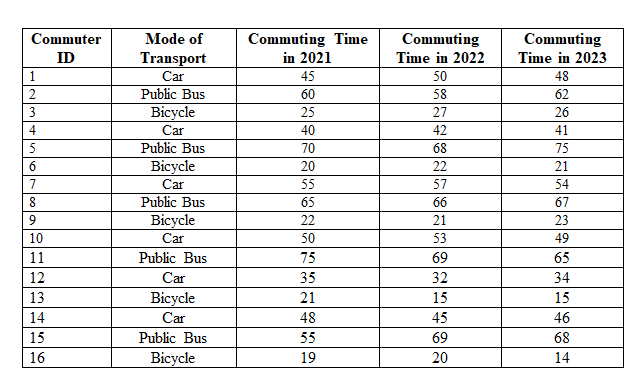 Commuter ID Mode of Transport Commuting Time in 2021 Commuting Time in 2022 Commuting Time in 2023
1 Car 45 50 48
2 Public Bus 60 58 62
3 Bicycle 25 27 26
4 Car 40 42 41
5 Public Bus 70 68 75
6 Bicycle 20 22 21
7 Car 55 57 54
8 Public Bus 65 66 67
9 Bicycle 22 21 23
10 Car 50 53 49
11 Public Bus 75 69 65
12 Car 35 32 34
13 Bicycle 21 15 15
14 Car 48 45 46
15 Public Bus 55 69 68
16 Bicycle 19 20 14